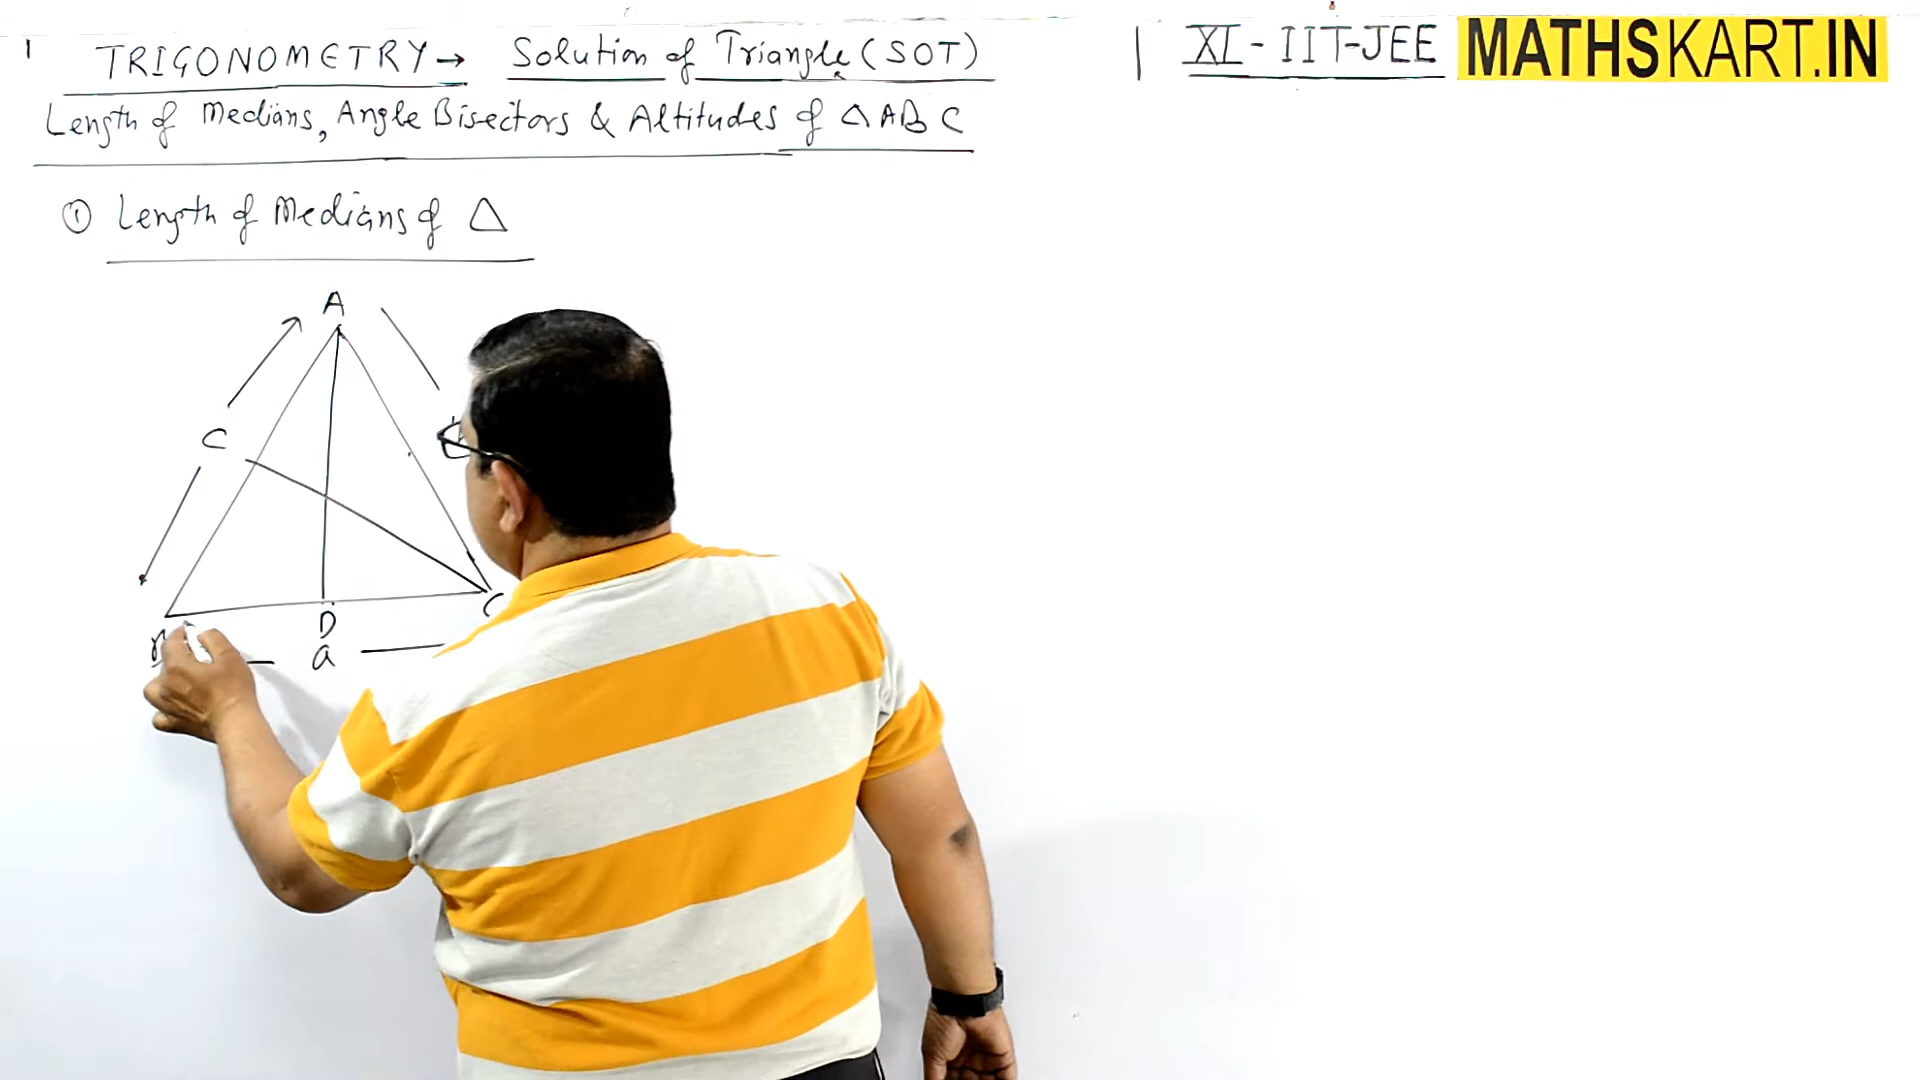 1 TRIGONOMETRY → Solution of Triangle (SOT) | XI - IIT-JEE MATHSKART.IN
Length of Medians, Angle Bisectors & Altitudes of △ABC
① Length of Medians of △
A
C
D
C
a